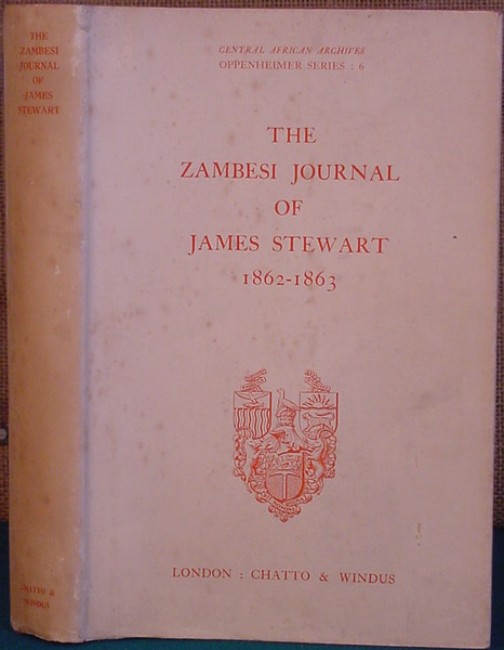 THE
ZAMBESI
JOURNAL
OF
JAMES
STEWART
CHATTO &
WINDUS
CENTRAL AFRICAN ARCHIVES
OPPENHEIMER SERIES : 6
THE
ZAMBESI JOURNAL
OF
JAMES STEWART
1862-1863
LONDON : CHATTO & WINDUS